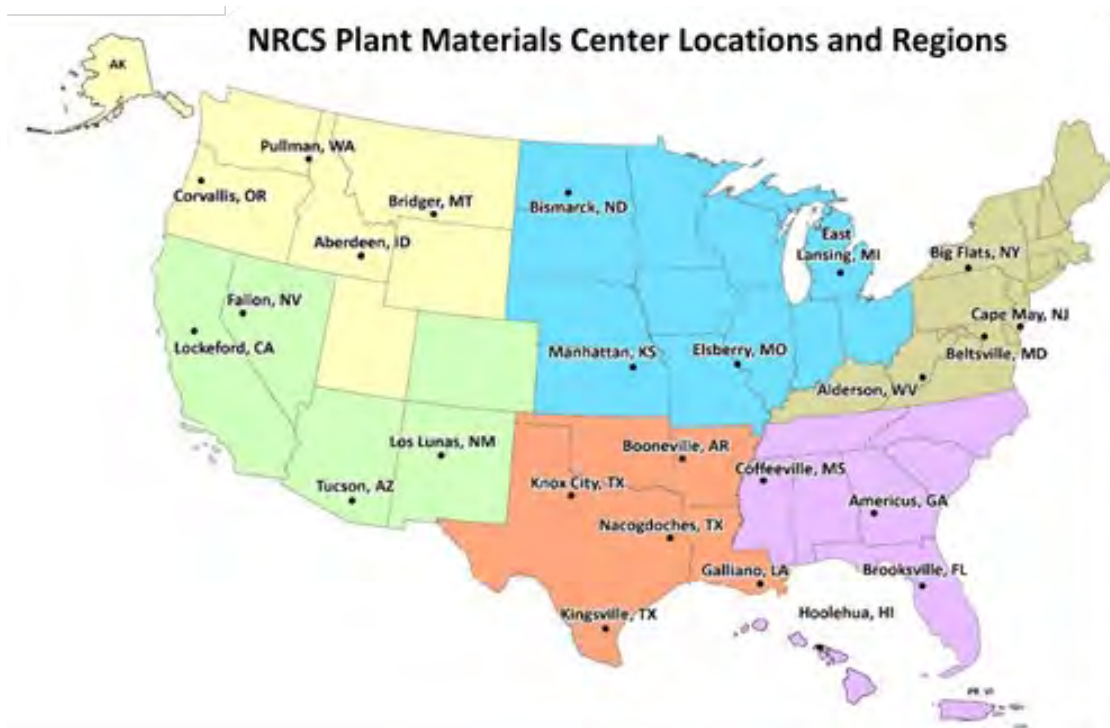 NRCS Plant Materials Center Locations and Regions
AK
Pullman, WA
Corvallis, OR
Bridger, MT
Bismarck, ND
Aberdeen, ID
East
Lansing, MI
Big Flats, NY
Fallon, NV
Cape May, NJ
Lockeford, CA
Manhattan, KS
Elsberry, MO
Beltsville, MD
Alderson, WV
Los Lunas, NM
Booneville, AR
Coffeeville, MS
Tucson, AZ
Knox City, TX
Americus, GA
Nacogdoches, TX
Galliano, LA
Brooksville, FL
Kingsville, TX
Hoolehua, HI
PR VI